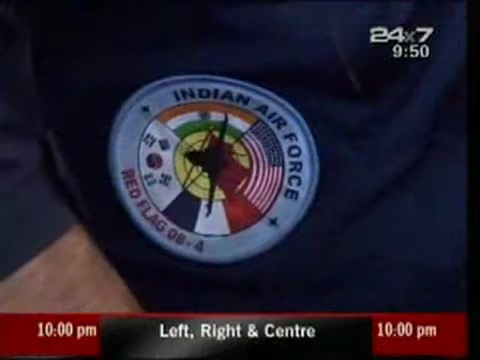 24x7
9:50
INDIAN AIR FORCE
RED FLAG 08-4
10:00 pm Left, Right & Centre 10:00 pm